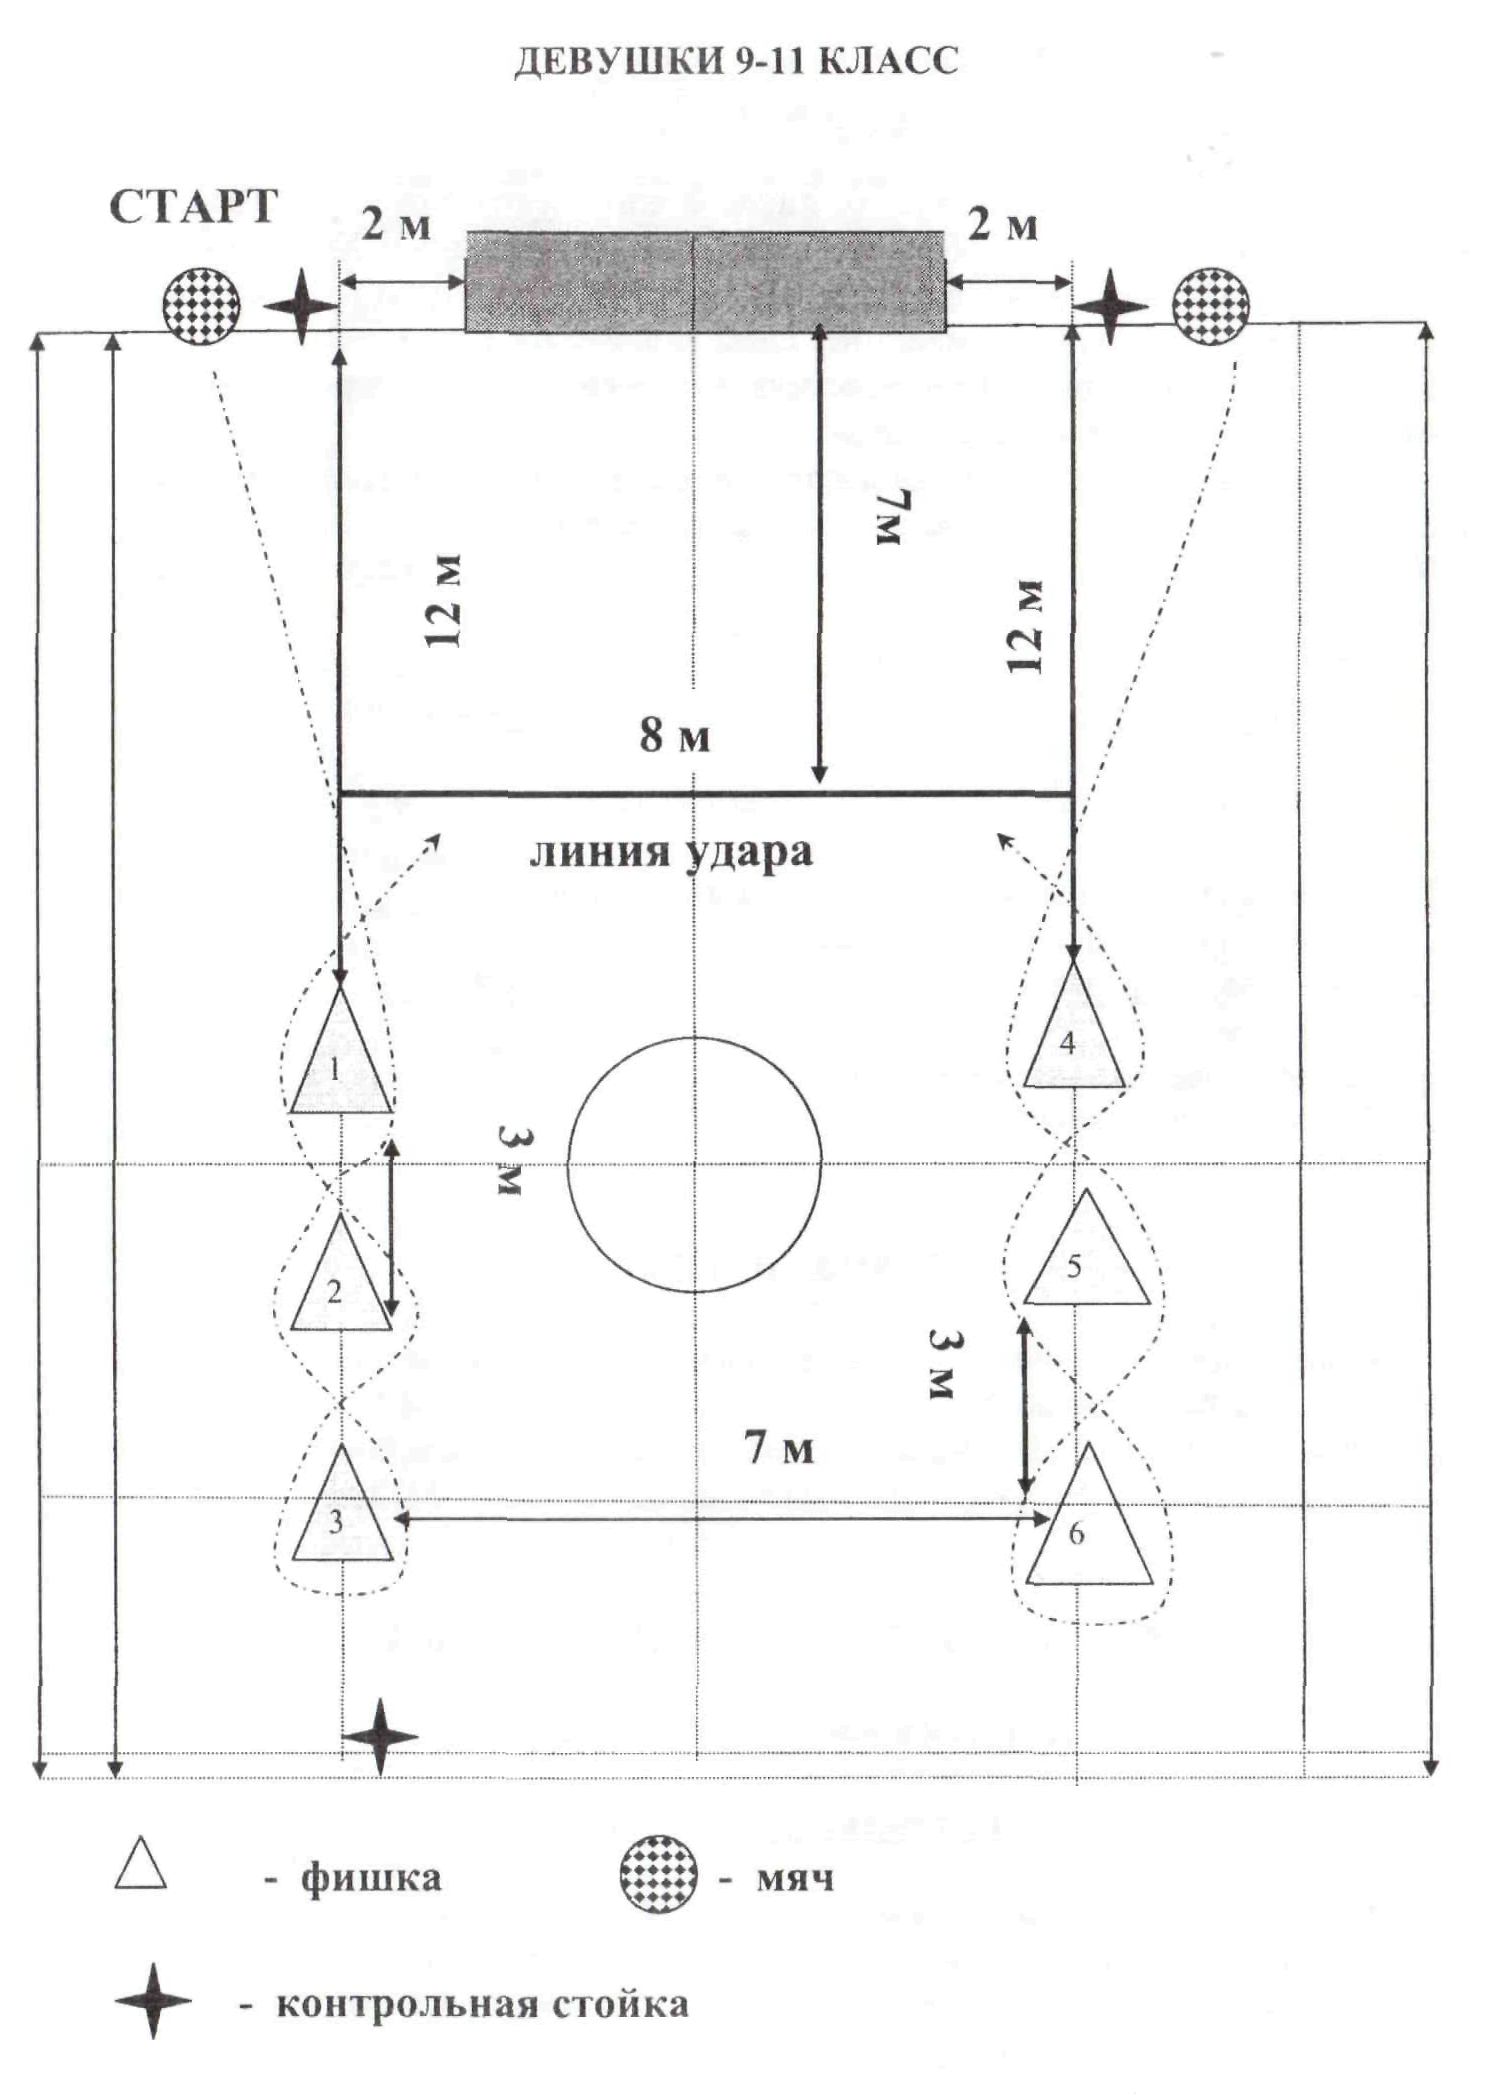 ДЕВУШКИ 9-11 КЛАСС
СТАРТ
2 м
2 м
7м
12 м
12 м
8 м
линия удара
1
4
3 м
2
5
3 м
7 м
3
6
- фишка
- мяч
- контрольная стойка